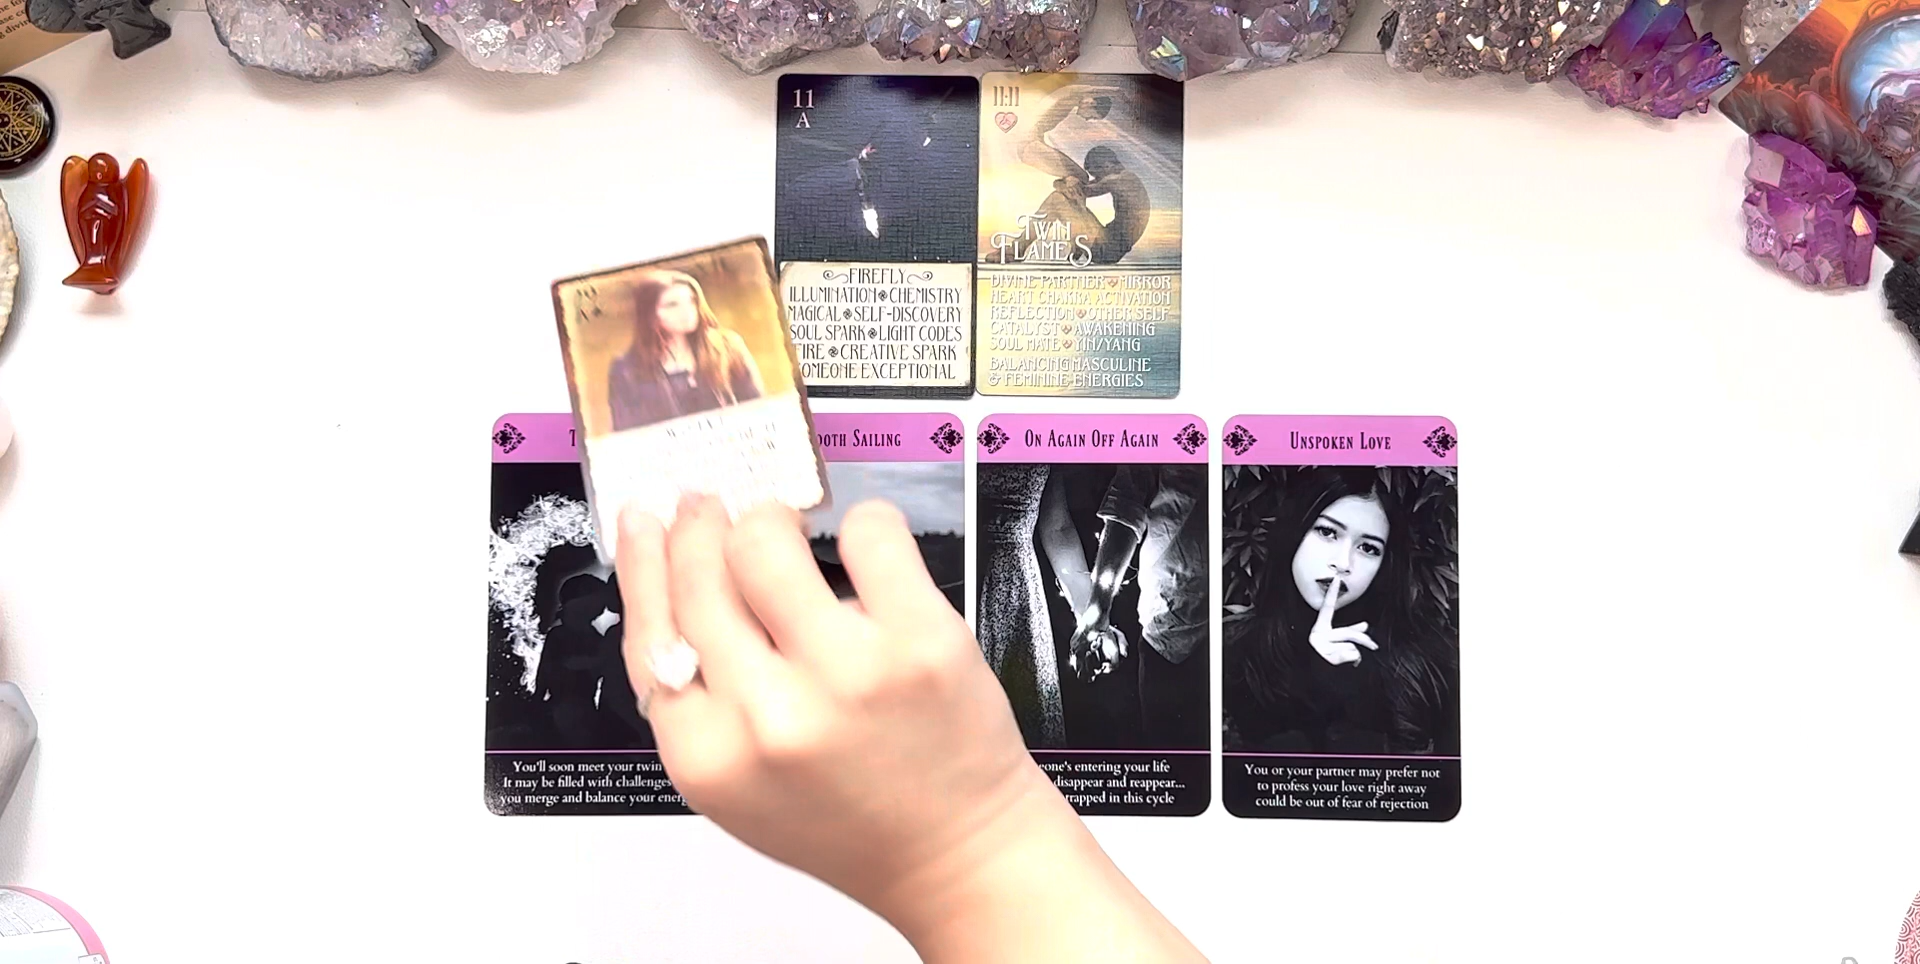 11
A
FIREFLY
ILLUMINATION CHEMISTRY
MAGICAL SELF-DISCOVERY
SOUL SPARK LIGHT CODES
FIRE CREATIVE SPARK
SOMEONE EXCEPTIONAL
11:11
TWIN
FLAMES
DIVINE PARTNER MIRROR
HEART CHAKRA ACTIVATION
REFLECTION OTHER SELF
CATALYST AWAKENING
SOUL MATE YIN/YANG
BALANCING MASCULINE
& FEMININE ENERGIES
T
OOTH SAILING
ON AGAIN OFF AGAIN
UNSPOKEN LOVE
You'll soon meet your twin
It may be filled with challenges
you merge and balance your energ
eone's entering your life
disappear and reappear...
trapped in this cycle
You or your partner may prefer not
to profess your love right away
could be out of fear of rejection